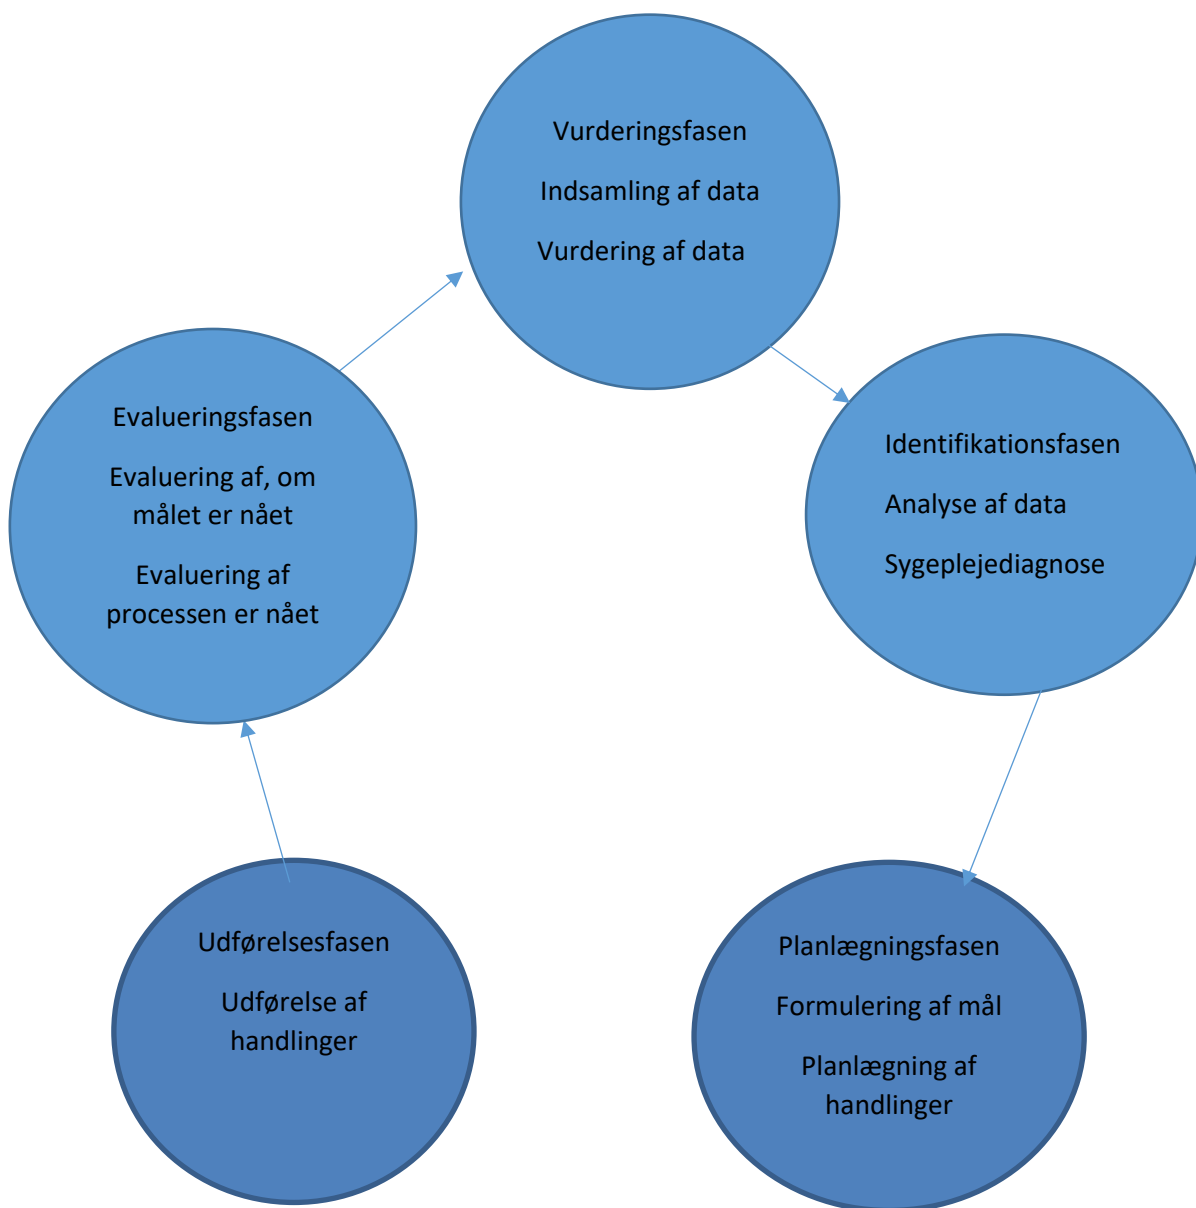 Vurderingsfasen
Indsamling af data
Vurdering af data
Identifikationsfasen
Analyse af data
Sygeplejediagnose
Planlægningsfasen
Formulering af mål
Planlægning af
handlinger
Udførelsesfasen
Udførelse af
handlinger
Evalueringsfasen
Evaluering af, om
målet er nået
Evaluering af
processen er nået